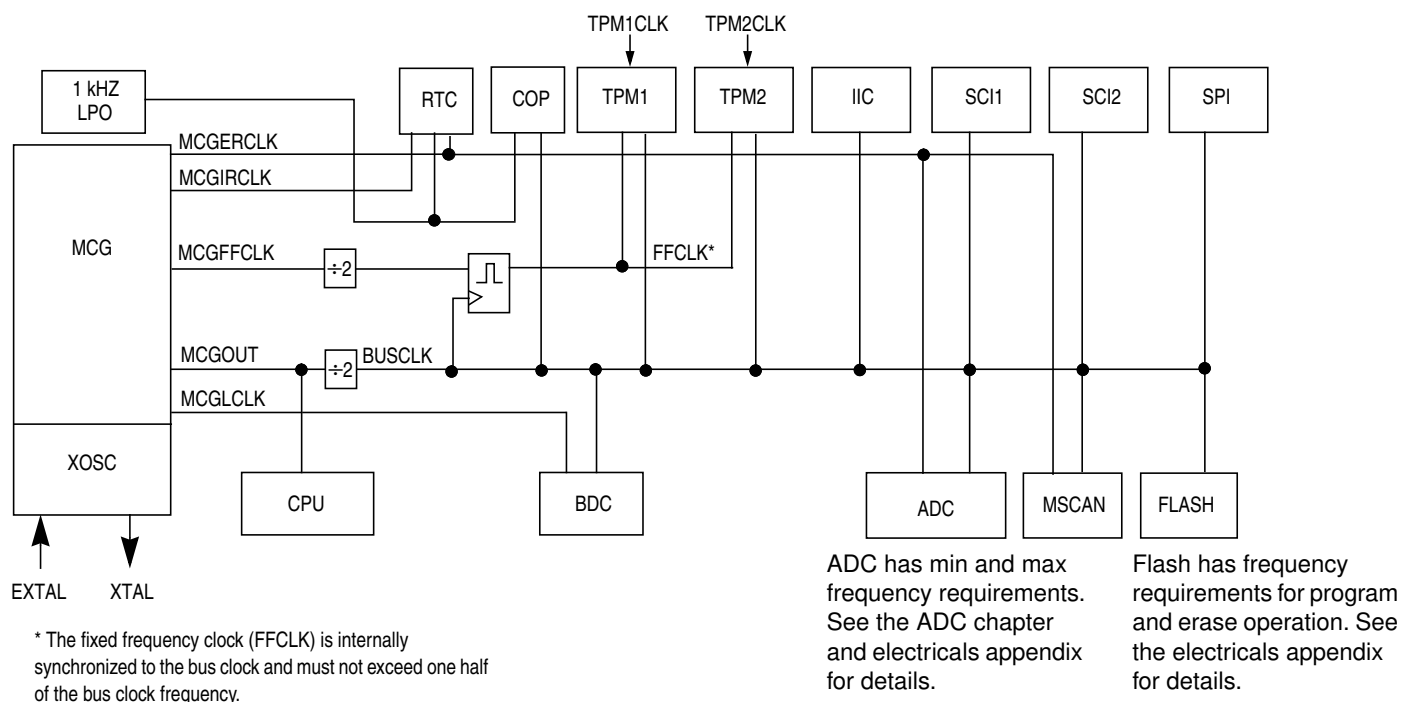 TPM1CLK
TPM2CLK
1 kHZ
LPO
RTC
COP
TPM1
TPM2
IIC
SCI1
SCI2
SPI
MCGERCLK
MCGIRCLK
MCG
MCGFFCLK
÷2
FFCLK*
MCGOUT
÷2
BUSCLK
MCGLCLK
XOSC
CPU
BDC
ADC
MSCAN
FLASH
EXTAL
XTAL
ADC has min and max
frequency requirements.
See the ADC chapter
and electricals appendix
for details.
Flash has frequency
requirements for program
and erase operation. See
the electricals appendix
for details.
* The fixed frequency clock (FFCLK) is internally
synchronized to the bus clock and must not exceed one half
of the bus clock frequency.